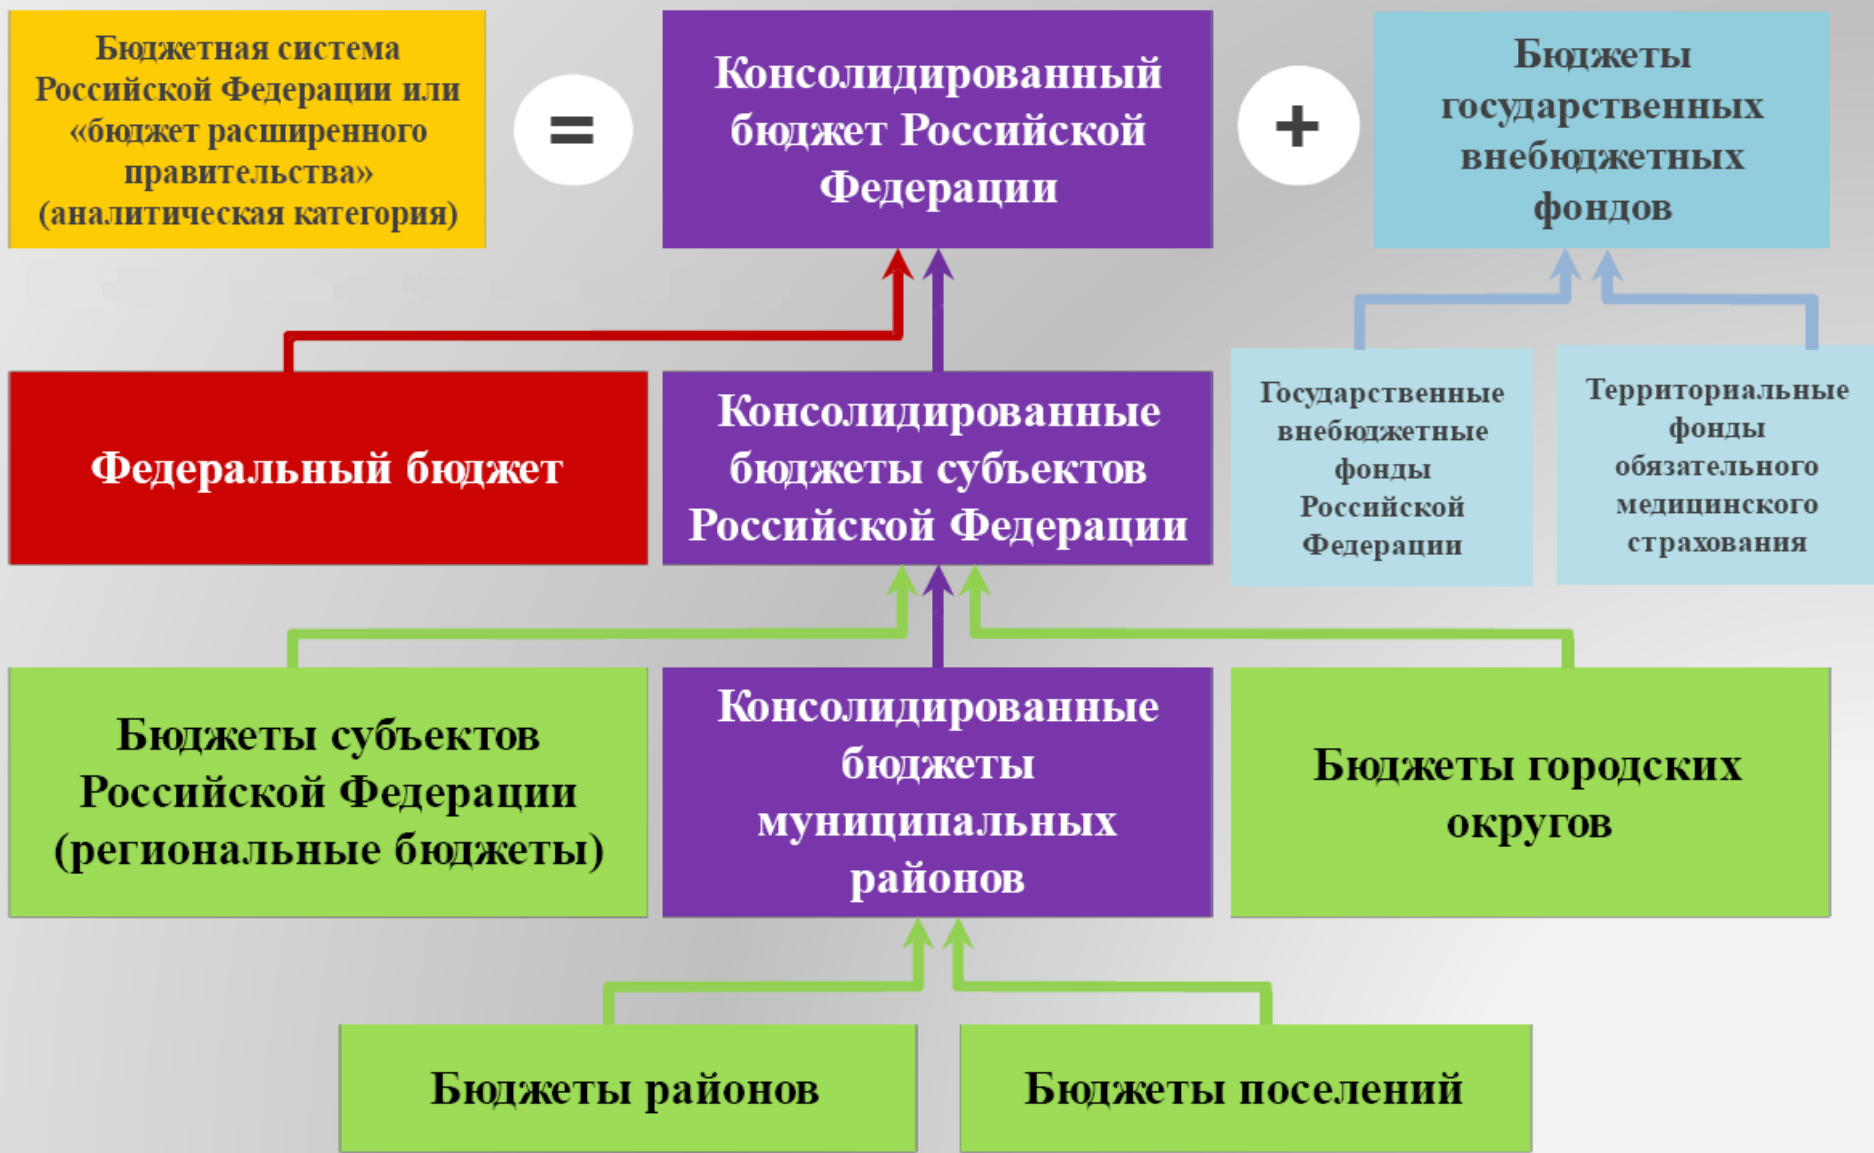 Бюджетная система
Российской Федерации или
«бюджет расширенного
правительства»
(аналитическая категория)
=
Консолидированный
бюджет Российской
Федерации
+
Бюджеты
государственных
внебюджетных
фондов
Федеральный бюджет
Консолидированные
бюджеты субъектов
Российской Федерации
Государственные
внебюджетные
фонды
Российской
Федерации
Территориальные
фонды
обязательного
медицинского
страхования
Бюджеты субъектов
Российской Федерации
(региональные бюджеты)
Консолидированные
бюджеты
муниципальных
районов
Бюджеты городских
округов
Бюджеты районов
Бюджеты поселений